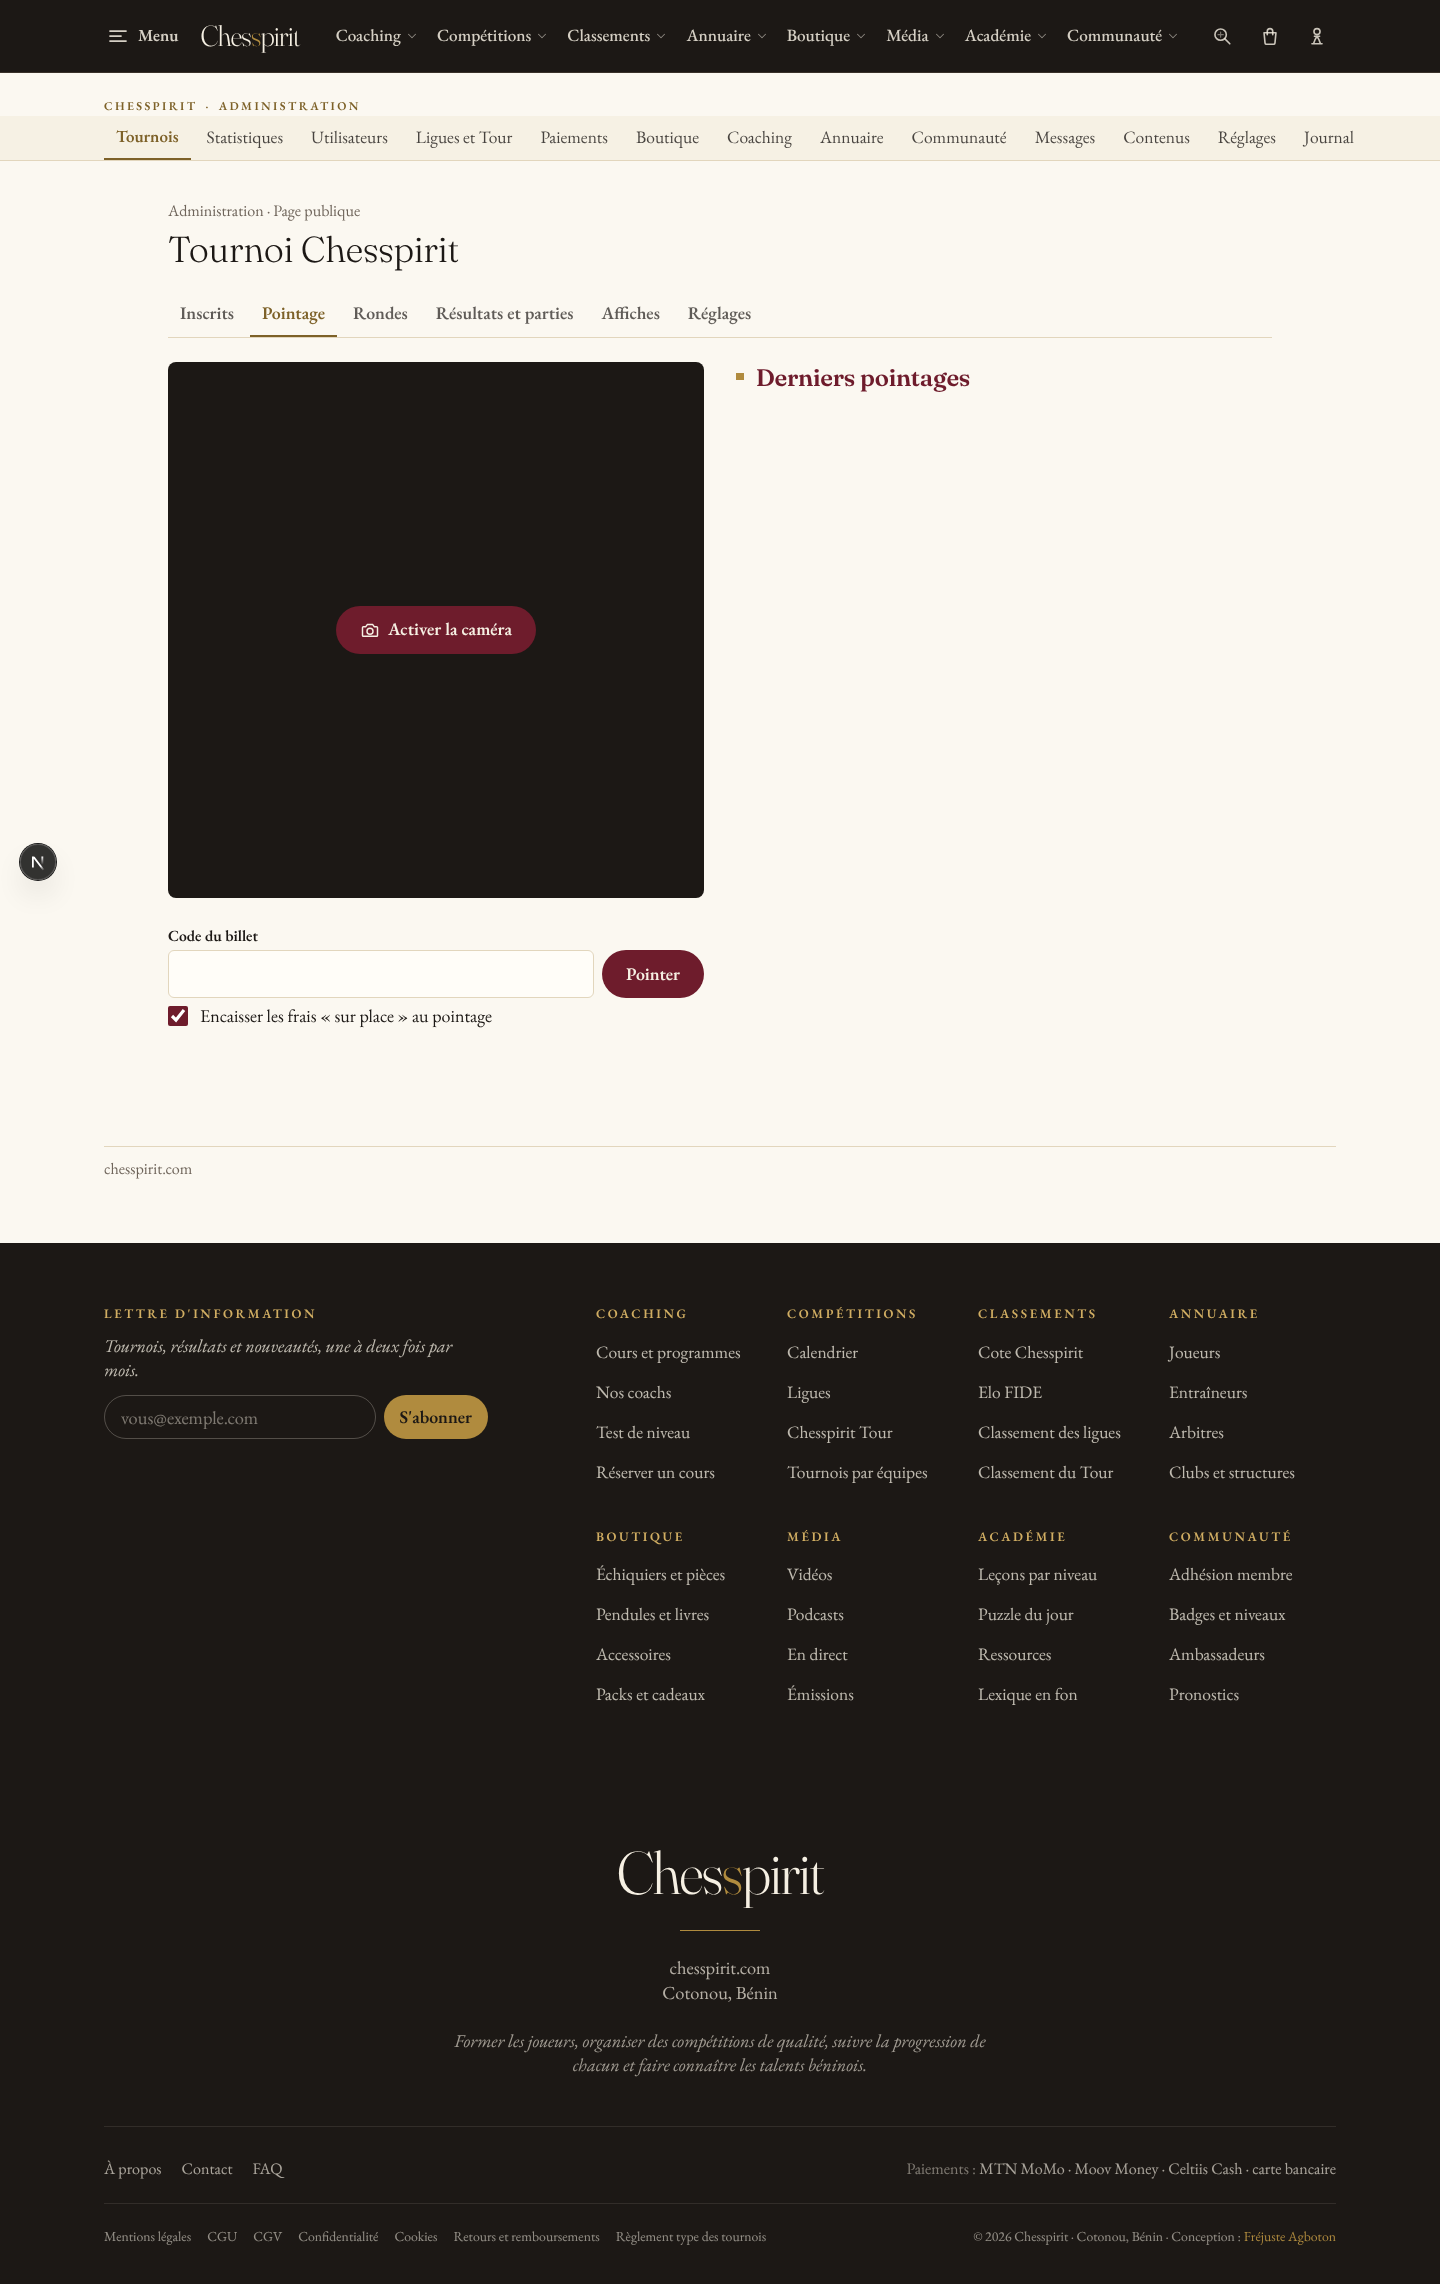 Menu
Chesspirit
Coaching
Compétitions
Classements
Annuaire
Boutique
Média
Académie
Communauté
CHESSPIRIT · ADMINISTRATION
Tournois
Statistiques
Utilisateurs
Ligues et Tour
Paiements
Boutique
Coaching
Annuaire
Communauté
Messages
Contenus
Réglages
Journal
Administration · Page publique
Tournoi Chesspirit
Inscrits
Pointage
Rondes
Résultats et parties
Affiches
Réglages
Activer la caméra
Derniers pointages
N
Code du billet
Pointer
Encaisser les frais « sur place » au pointage
chesspirit.com
LETTRE D'INFORMATION
Tournois, résultats et nouveautés, une à deux fois par
mois.
vous@exemple.com
S'abonner
COACHING
Cours et programmes
Nos coachs
Test de niveau
Réserver un cours
COMPÉTITIONS
Calendrier
Ligues
Chesspirit Tour
Tournois par équipes
CLASSEMENTS
Cote Chesspirit
Elo FIDE
Classement des ligues
Classement du Tour
ANNUAIRE
Joueurs
Entraîneurs
Arbitres
Clubs et structures
BOUTIQUE
Échiquiers et pièces
Pendules et livres
Accessoires
Packs et cadeaux
MÉDIA
Vidéos
Podcasts
En direct
Émissions
ACADÉMIE
Leçons par niveau
Puzzle du jour
Ressources
Lexique en fon
COMMUNAUTÉ
Adhésion membre
Badges et niveaux
Ambassadeurs
Pronostics
Chesspirit
chesspirit.com
Cotonou, Bénin
Former les joueurs, organiser des compétitions de qualité, suivre la progression de
chacun et faire connaître les talents béninois.
À propos
Contact
FAQ
Paiements : MTN MoMo · Moov Money · Celtiis Cash · carte bancaire
Mentions légales
CGU
CGV
Confidentialité
Cookies
Retours et remboursements
Règlement type des tournois
© 2026 Chesspirit · Cotonou, Bénin · Conception : Fréjuste Agboton